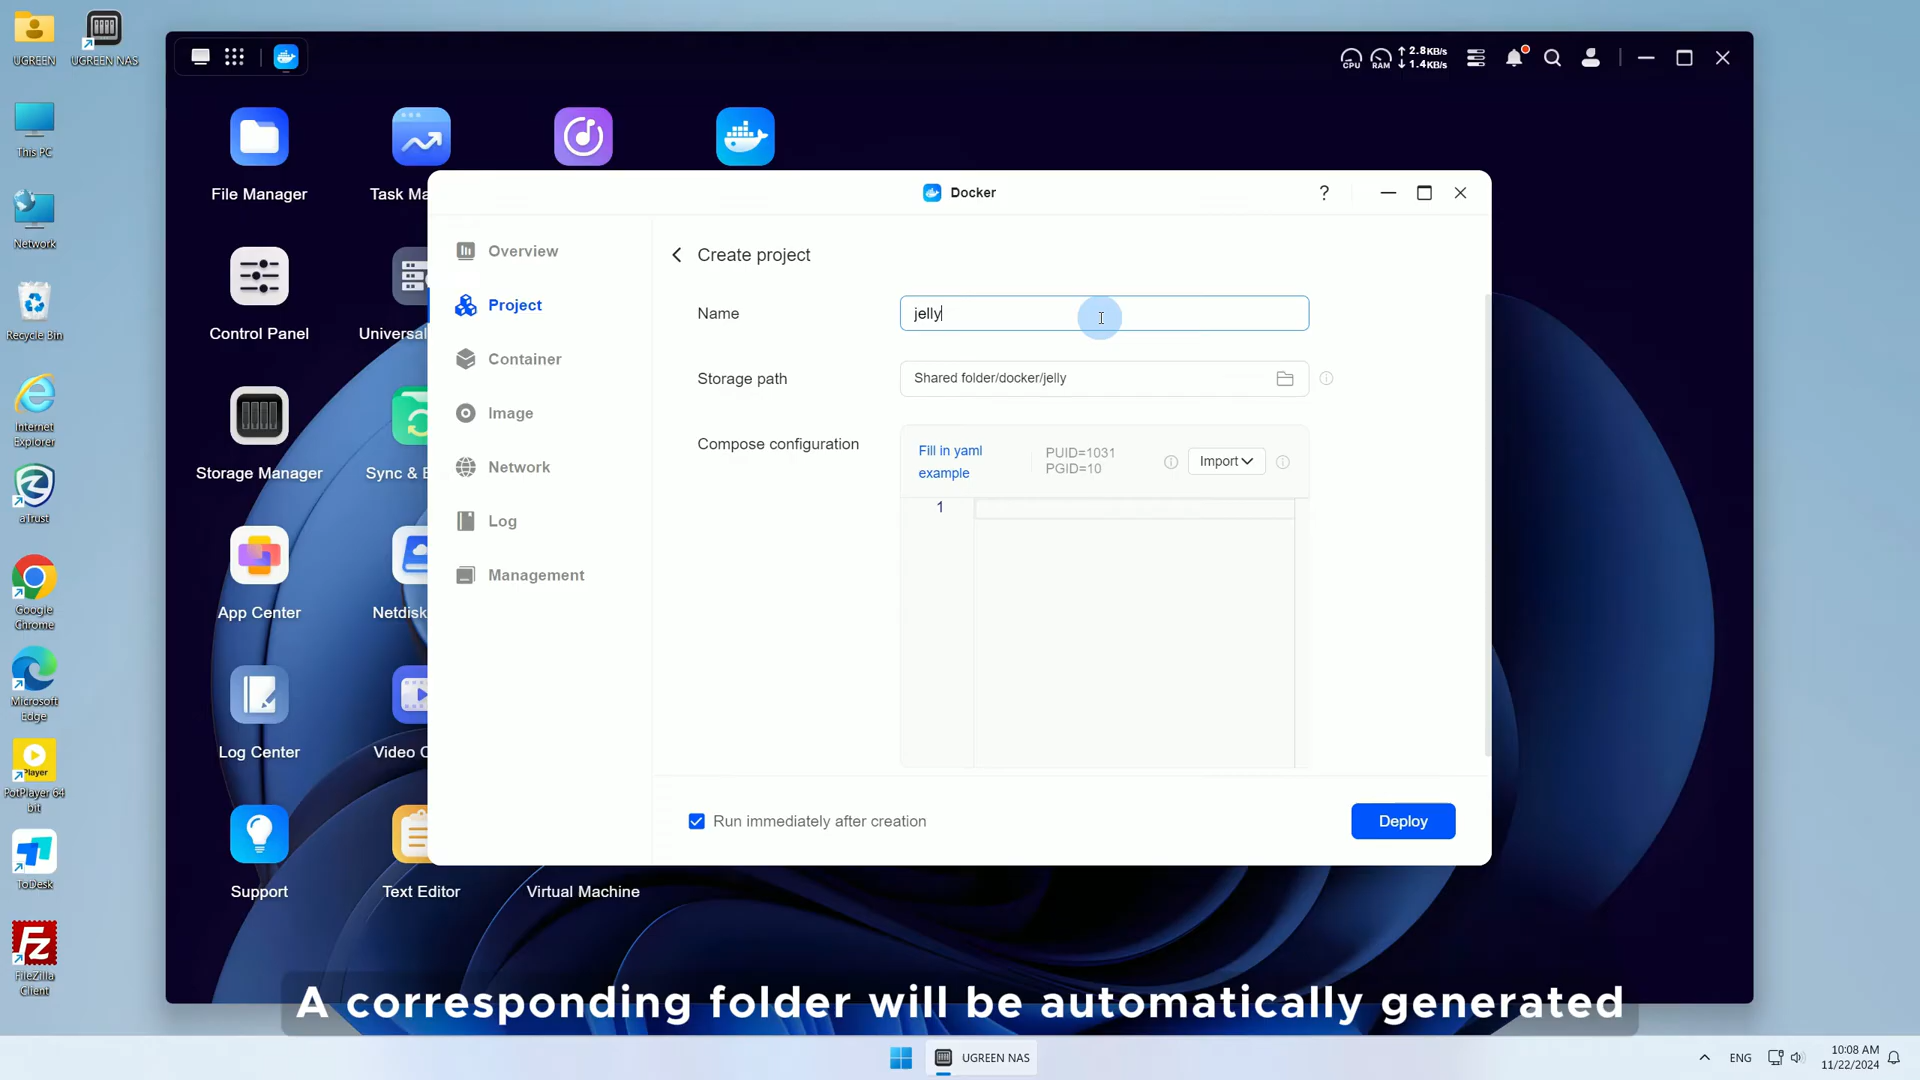 UGREEN
UGREEN NAS
This PC
Network
Recycle Bin
Internet
Explorer
aTrust
Google
Chrome
Microsoft
Edge
Player
PotPlayer 64
bit
ToDesk
FileZilla
Client
CPU
RAM
2.8KB/s
1.4KB/s
File Manager
Task Ma
Control Panel
Universal
Storage Manager
Sync & B
App Center
Netdisk
Log Center
Video C
Support
Text Editor
Virtual Machine
Docker
?
Overview
Project
Container
Image
Network
Log
Management
Create project
Name
jelly
Storage path
Shared folder/docker/jelly
Compose configuration
Fill in yaml
example
PUID=1031
PGID=10
Import
1
Run immediately after creation
Deploy
A corresponding folder will be automatically generated
UGREEN NAS
ENG
10:08 AM
11/22/2024